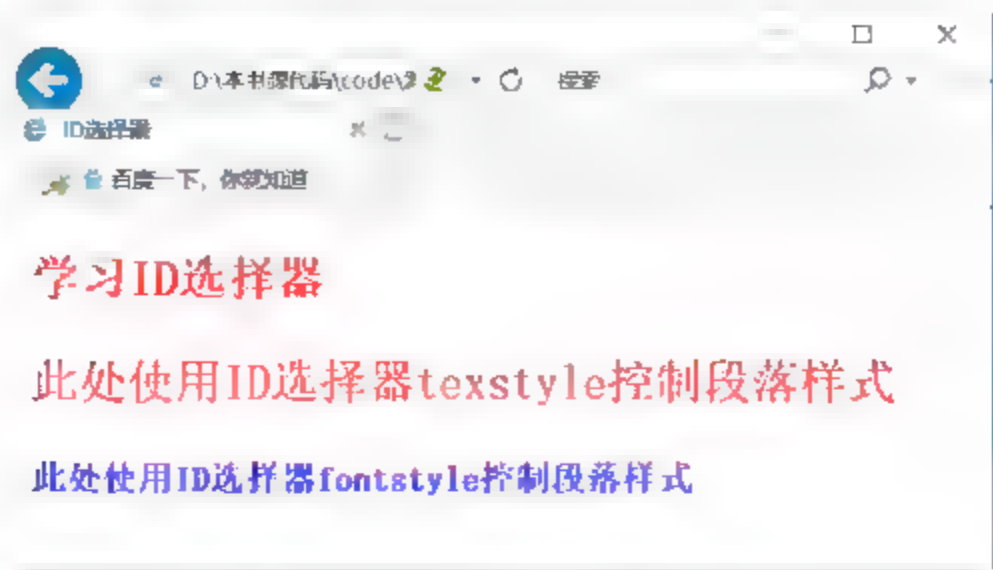 D:\本书源代码\code\3 搜索
ID选择器
百度一下，你就知道
学习ID选择器
此处使用ID选择器texstyle控制段落样式
此处使用ID选择器fontstyle控制段落样式